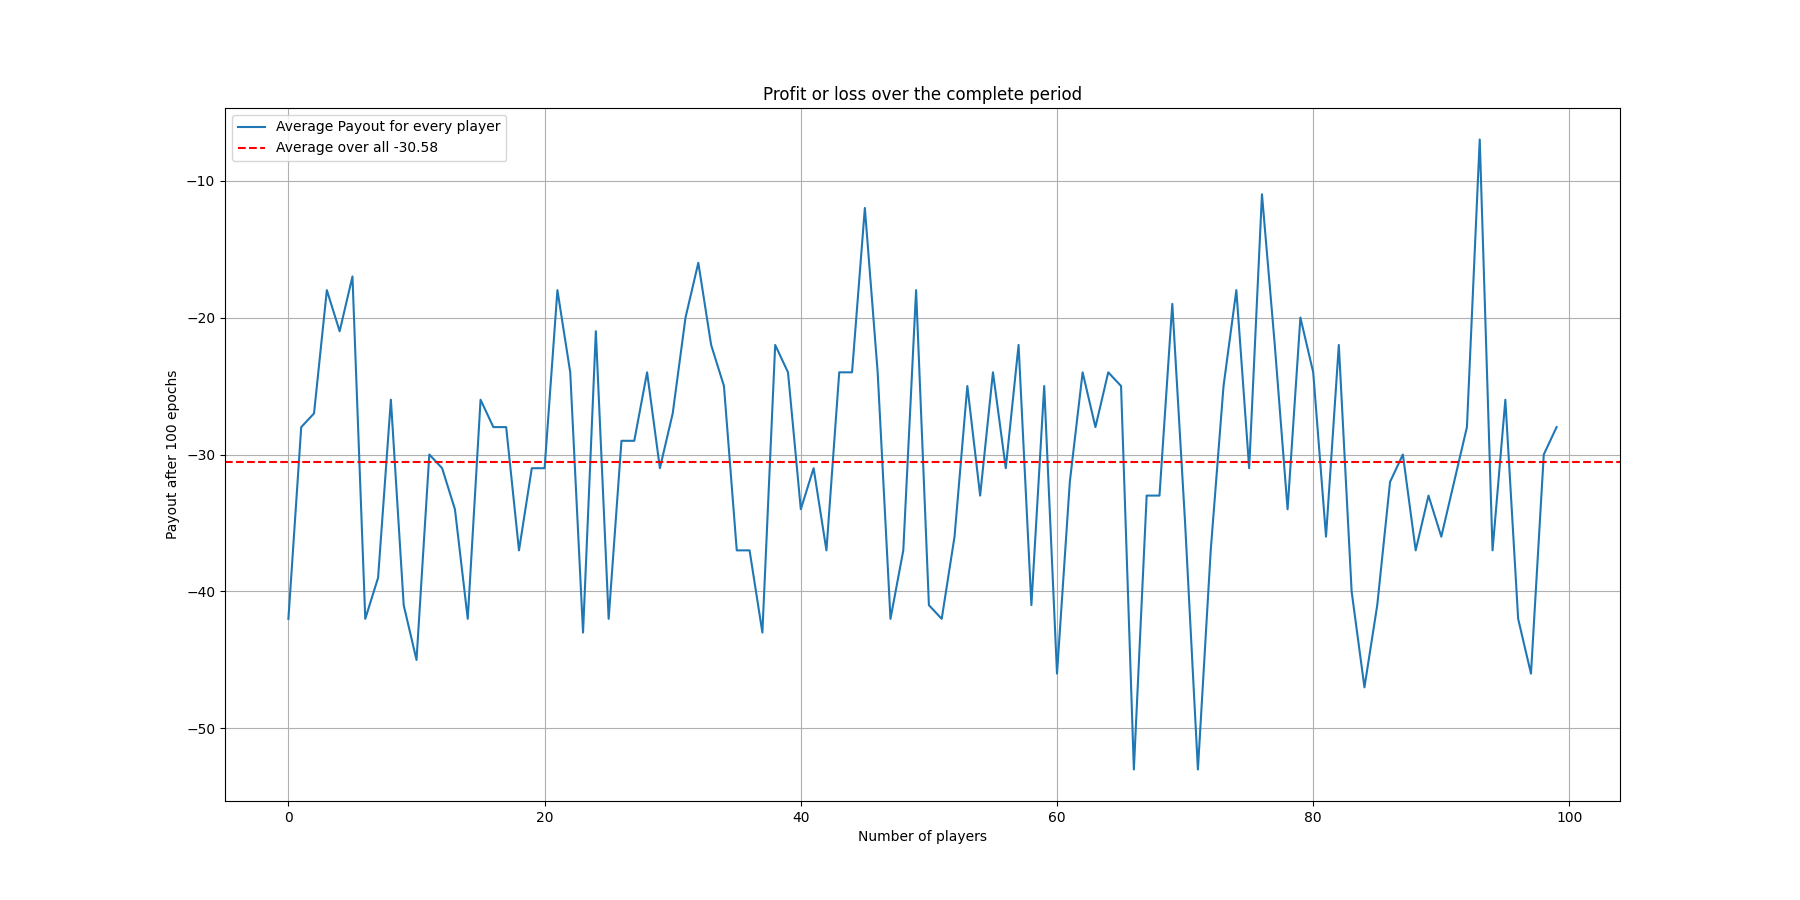 Profit or loss over the complete period
Average Payout for every player
Average over all -30.58
−10
−20
−30
−40
−50
Payout after 100 epochs
0 20 40 60 80 100
Number of players